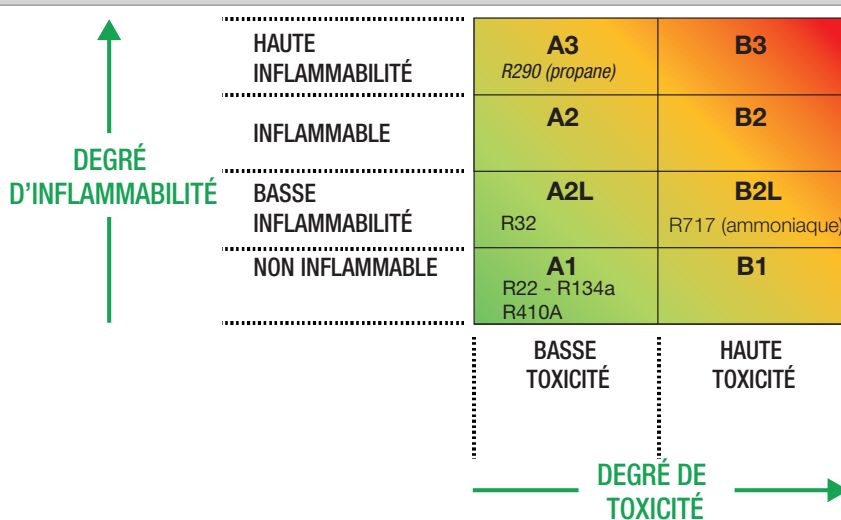 HAUTE
INFLAMMABILITÉ
A3
R290 (propane)
B3
INFLAMMABLE
A2
B2
DEGRÉ
D'INFLAMMABILITÉ
BASSE
INFLAMMABILITÉ
A2L
R32
B2L
R717 (ammoniaque)
NON INFLAMMABLE
A1
R22 - R134a
R410A
B1
BASSE
TOXICITÉ
HAUTE
TOXICITÉ
DEGRÉ DE
TOXICITÉ